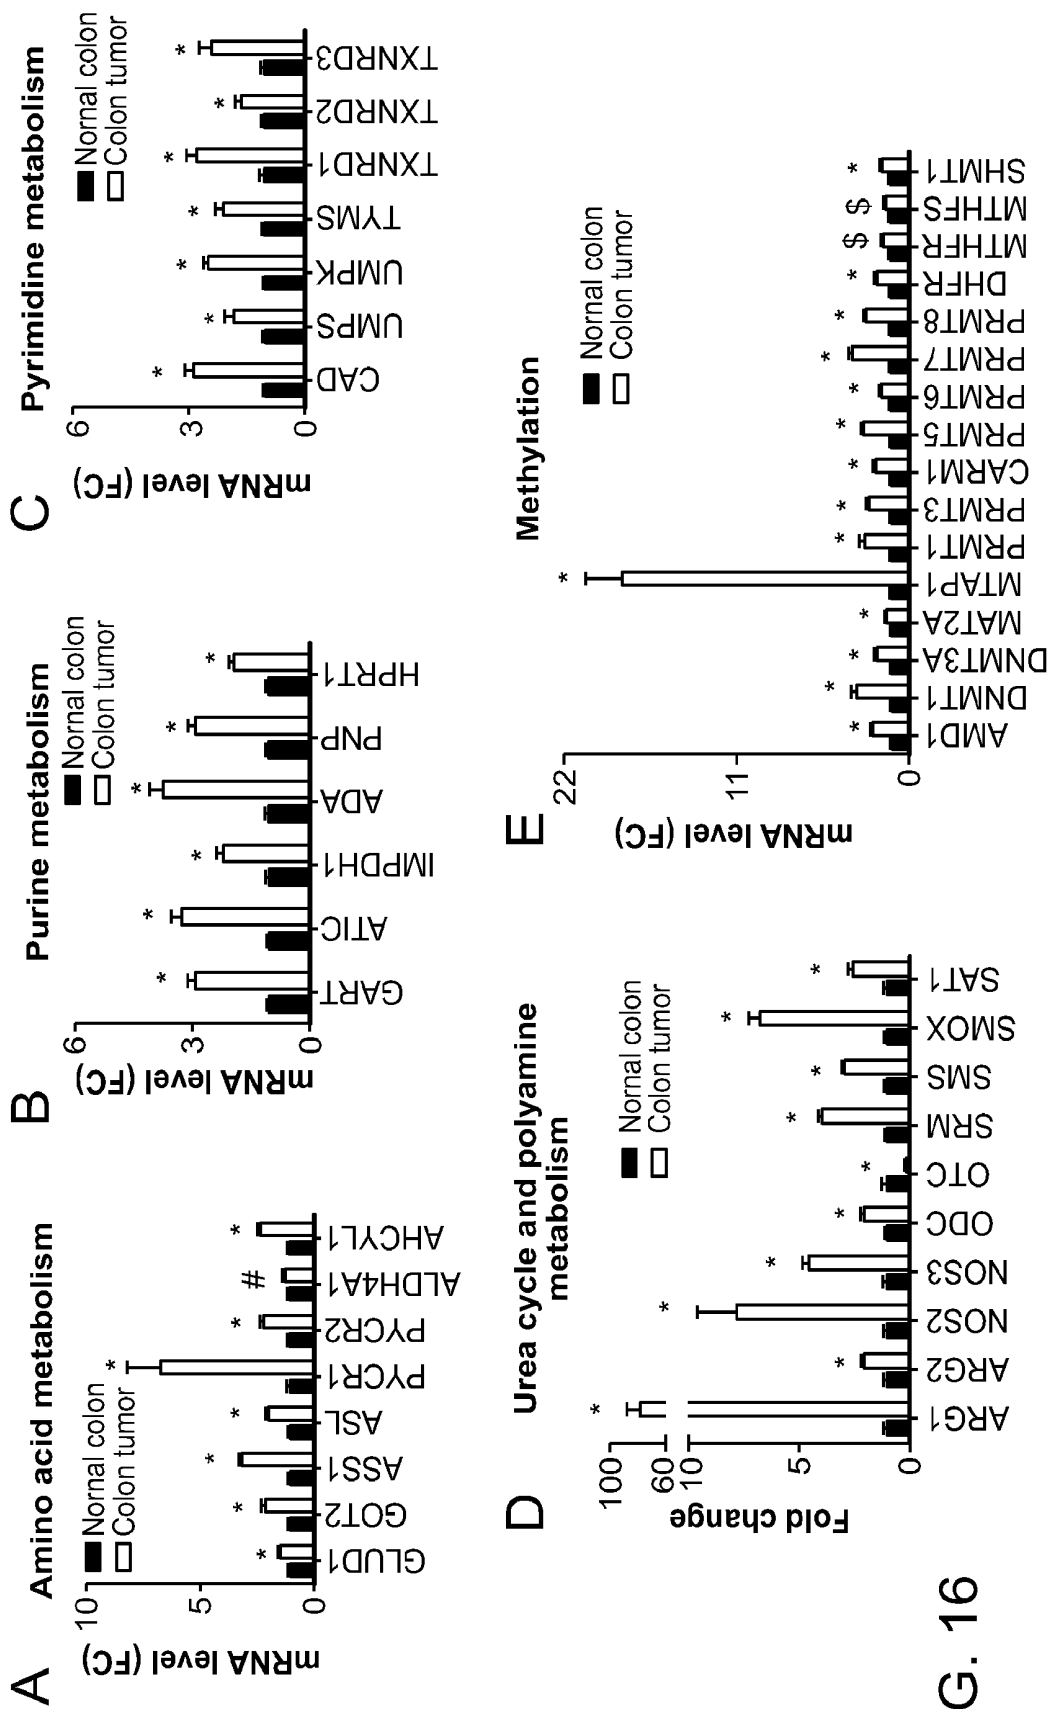 A
Amino acid metabolism
Nornal colon
Colon tumor
mRNA level (FC)
10
5
0
* * * * * * # *
GLUD1
GOT2
ASS1
ASL
PYCR1
PYCR2
ALDH4A1
AHCYL1
B
Purine metabolism
Nornal colon
Colon tumor
mRNA level (FC)
6
3
0
* * * * * *
GART
ATIC
IMPDH1
ADA
PNP
HPRT1
C
Pyrimidine metabolism
Nornal colon
Colon tumor
mRNA level (FC)
6
3
0
* * * * * * *
CAD
UMPS
UMPK
TYMS
TXNRD1
TXNRD2
TXNRD3
D
Urea cycle and polyamine
metabolism
Nornal colon
Colon tumor
Fold change
100
60
10
5
0
* * * * * * * * * *
ARG1
ARG2
NOS2
NOS3
ODC
OTC
SRM
SMS
SMOX
SAT1
E
Methylation
Nornal colon
Colon tumor
mRNA level (FC)
22
11
0
* * * * * * * * * * * * * $ $ *
AMD1
DNMT1
DNMT3A
MAT2A
MTAP1
PRMT1
PRMT3
CARM1
PRMT5
PRMT6
PRMT7
PRMT8
DHFR
MTHFR
MTHFS
SHMT1
G. 16